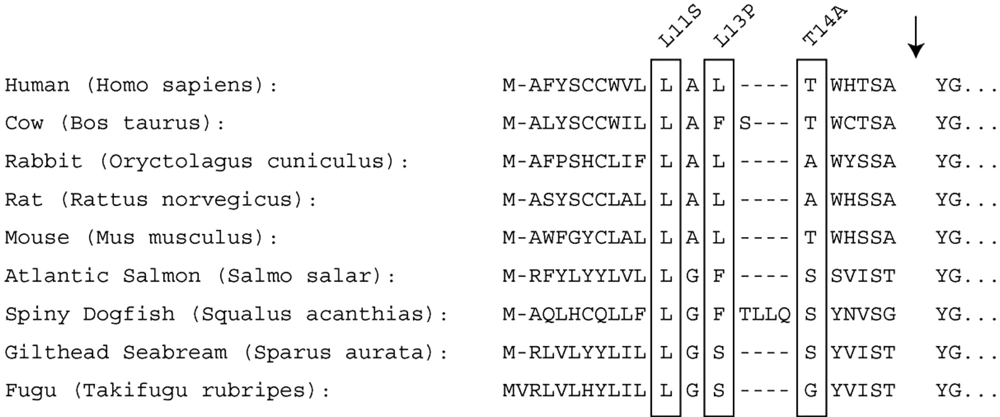 L11S L13P T14A
Human (Homo sapiens): M-AFYSCCWVL L A L ---- T WHTSA YG...
Cow (Bos taurus): M-ALYSCCWIL L A F S--- T WCTSA YG...
Rabbit (Oryctolagus cuniculus): M-AFPSHCLIF L A L ---- A WYSSA YG...
Rat (Rattus norvegicus): M-ASYSCCLAL L A L ---- A WHSSA YG...
Mouse (Mus musculus): M-AWFGYCLAL L A L ---- T WHSSA YG...
Atlantic Salmon (Salmo salar): M-RFYLYYLVL L G F ---- S SVIST YG...
Spiny Dogfish (Squalus acanthias): M-AQLHCQLLF L G F TLLQ S YNVSG YG...
Gilthead Seabream (Sparus aurata): M-RLVLYYLIL L G S ---- S YVIST YG...
Fugu (Takifugu rubripes): MVRLVLHYLIL L G S ---- G YVIST YG...